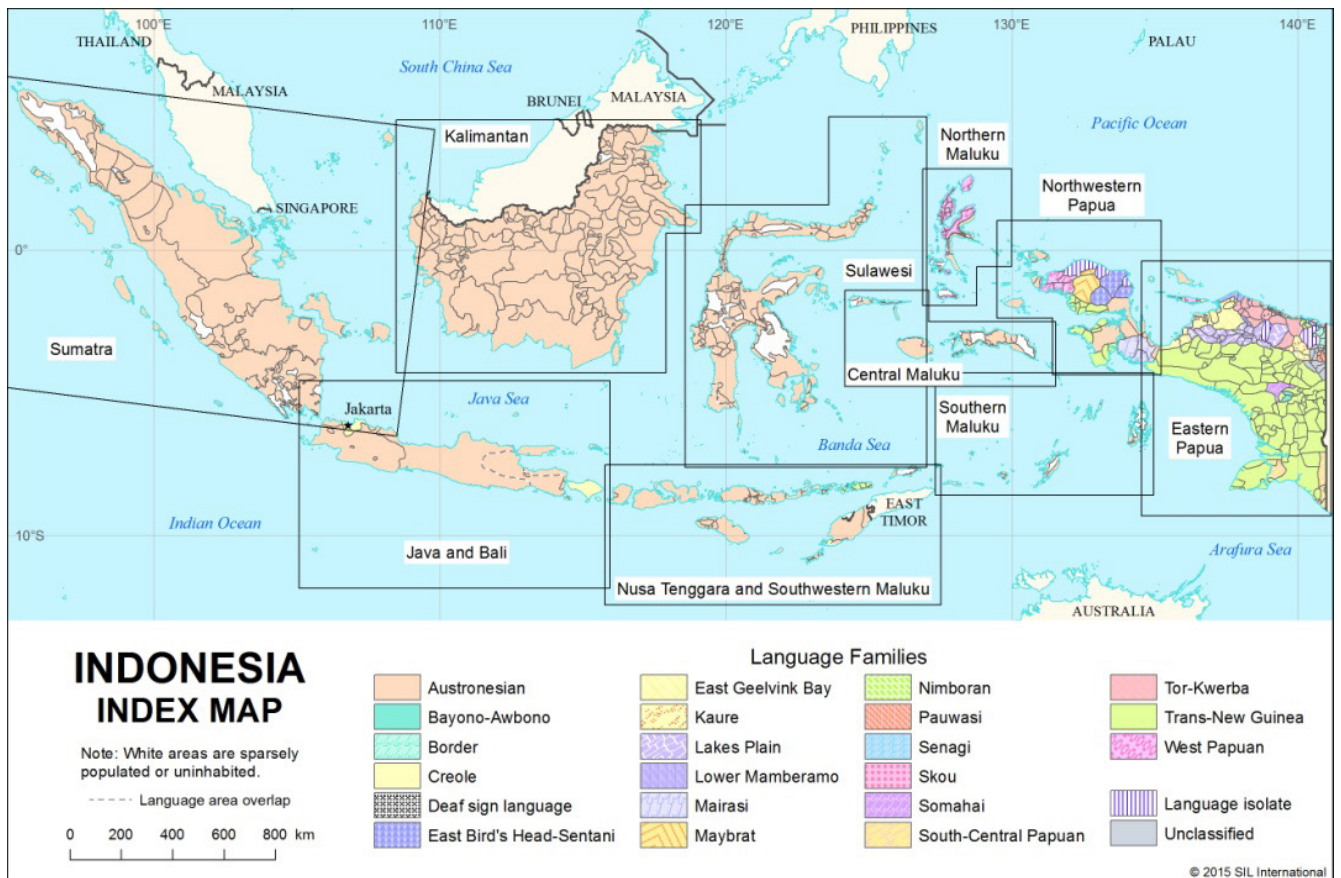 100°E
110°E
120°E
130°E
140°E
THAILAND
PHILIPPINES
PALAU
South China Sea
MALAYSIA
BRUNEI
MALAYSIA
Pacific Ocean
Kalimantan
Northern
Maluku
Northwestern
Papua
SINGAPORE
0°
Sulawesi
Sumatra
Central Maluku
Jakarta
Java Sea
Southern
Maluku
Eastern
Papua
Banda Sea
EAST
TIMOR
Indian Ocean
10°S
Java and Bali
Arafura Sea
Nusa Tenggara and Southwestern Maluku
AUSTRALIA
INDONESIA
INDEX MAP
Note: White areas are sparsely
populated or uninhabited.
Language area overlap
0 200 400 600 800 km
Language Families
Austronesian
Bayono-Awbono
Border
Creole
Deaf sign language
East Bird's Head-Sentani
East Geelvink Bay
Kaure
Lakes Plain
Lower Mamberamo
Mairasi
Maybrat
Nimboran
Pauwasi
Senagi
Skou
Somahai
South-Central Papuan
Tor-Kwerba
Trans-New Guinea
West Papuan
Language isolate
Unclassified
© 2015 SIL International